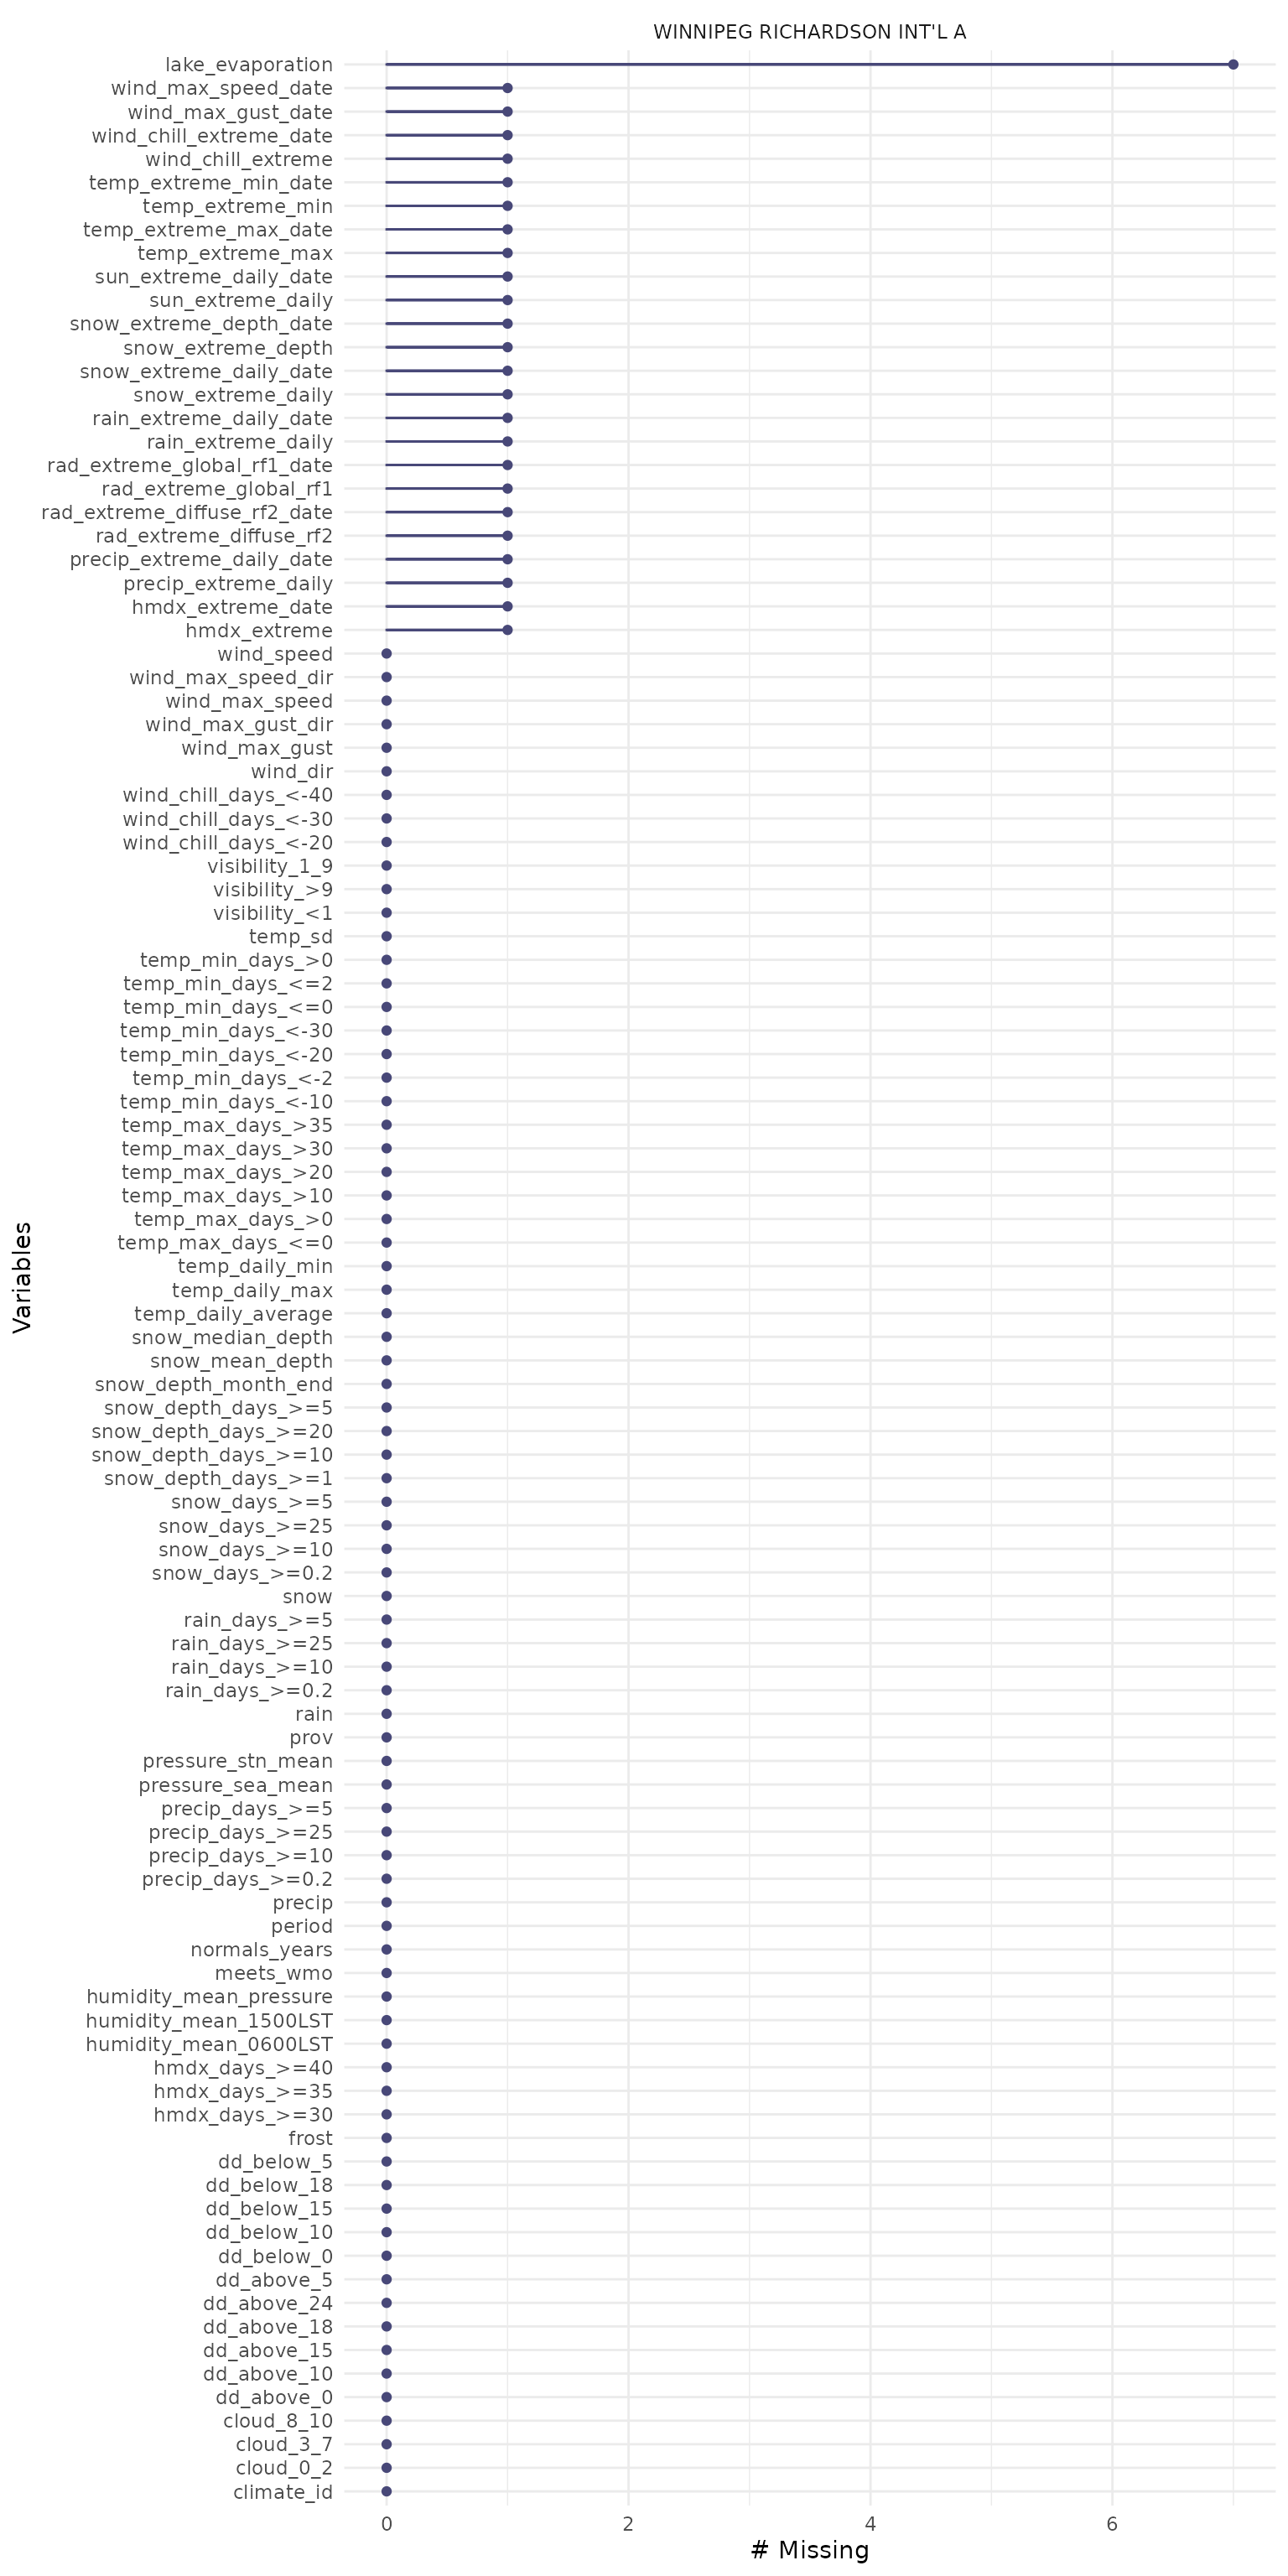 WINNIPEG RICHARDSON INT'L A
lake_evaporation
wind_max_speed_date
wind_max_gust_date
wind_chill_extreme_date
wind_chill_extreme
temp_extreme_min_date
temp_extreme_min
temp_extreme_max_date
temp_extreme_max
sun_extreme_daily_date
sun_extreme_daily
snow_extreme_depth_date
snow_extreme_depth
snow_extreme_daily_date
snow_extreme_daily
rain_extreme_daily_date
rain_extreme_daily
rad_extreme_global_rf1_date
rad_extreme_global_rf1
rad_extreme_diffuse_rf2_date
rad_extreme_diffuse_rf2
precip_extreme_daily_date
precip_extreme_daily
hmdx_extreme_date
hmdx_extreme
wind_speed
wind_max_speed_dir
wind_max_speed
wind_max_gust_dir
wind_max_gust
wind_dir
wind_chill_days_<-40
wind_chill_days_<-30
wind_chill_days_<-20
visibility_1_9
visibility_>9
visibility_<1
temp_sd
temp_min_days_>0
temp_min_days_<=2
temp_min_days_<=0
temp_min_days_<-30
temp_min_days_<-20
temp_min_days_<-2
temp_min_days_<-10
temp_max_days_>35
temp_max_days_>30
temp_max_days_>20
temp_max_days_>10
temp_max_days_>0
temp_max_days_<=0
temp_daily_min
temp_daily_max
temp_daily_average
snow_median_depth
snow_mean_depth
snow_depth_month_end
snow_depth_days_>=5
snow_depth_days_>=20
snow_depth_days_>=10
snow_depth_days_>=1
snow_days_>=5
snow_days_>=25
snow_days_>=10
snow_days_>=0.2
snow
rain_days_>=5
rain_days_>=25
rain_days_>=10
rain_days_>=0.2
rain
prov
pressure_stn_mean
pressure_sea_mean
precip_days_>=5
precip_days_>=25
precip_days_>=10
precip_days_>=0.2
precip
period
normals_years
meets_wmo
humidity_mean_pressure
humidity_mean_1500LST
humidity_mean_0600LST
hmdx_days_>=40
hmdx_days_>=35
hmdx_days_>=30
frost
dd_below_5
dd_below_18
dd_below_15
dd_below_10
dd_below_0
dd_above_5
dd_above_24
dd_above_18
dd_above_15
dd_above_10
dd_above_0
cloud_8_10
cloud_3_7
cloud_0_2
climate_id
Variables
0 2 4 6
# Missing